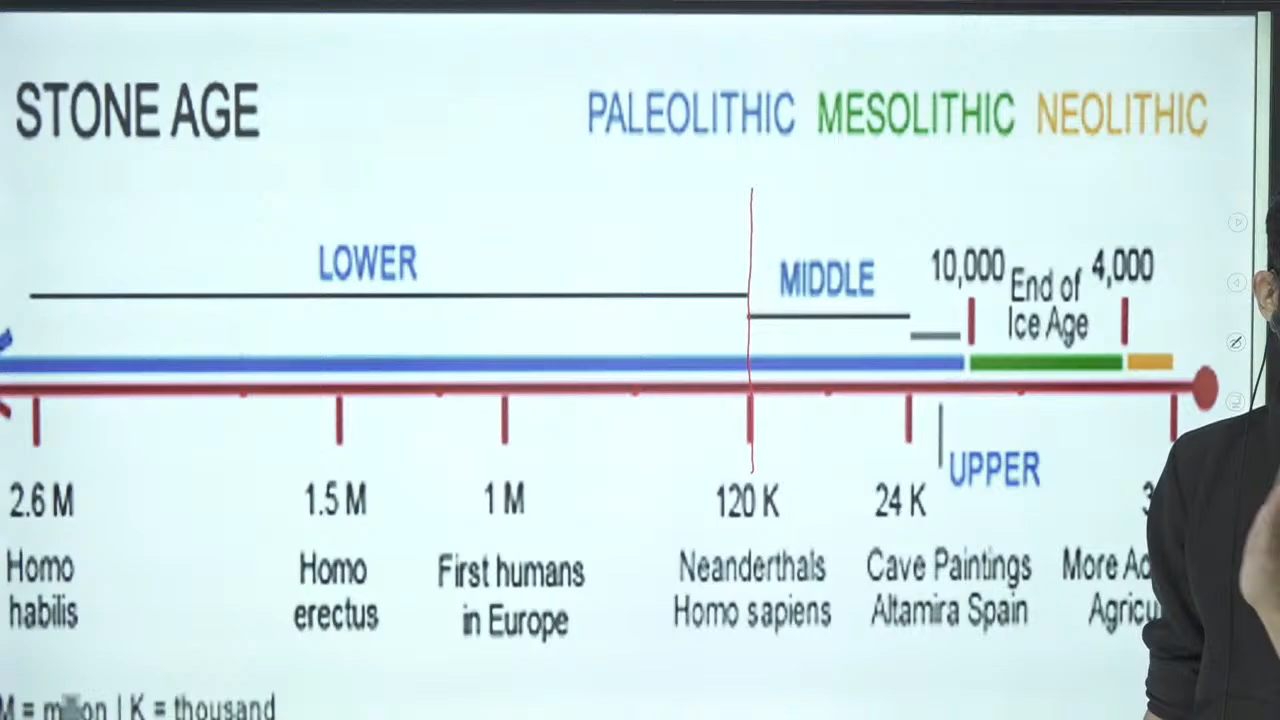 STONE AGE
PALEOLITHIC MESOLITHIC NEOLITHIC
LOWER
MIDDLE
10,000
End of
Ice Age
4,000
UPPER
2.6 M
1.5 M
1 M
120 K
24 K
Homo
habilis
Homo
erectus
First humans
in Europe
Neanderthals
Homo sapiens
Cave Paintings
Altamira Spain
More
K = thousand